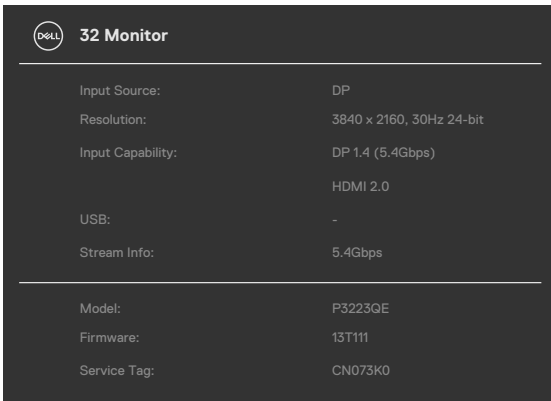 DELL 32 Monitor
Input Source: DP
Resolution: 3840 x 2160, 30Hz 24-bit
Input Capability: DP 1.4 (5.4Gbps)
HDMI 2.0
USB: -
Stream Info: 5.4Gbps
Model: P3223QE
Firmware: 13T111
Service Tag: CN073K0